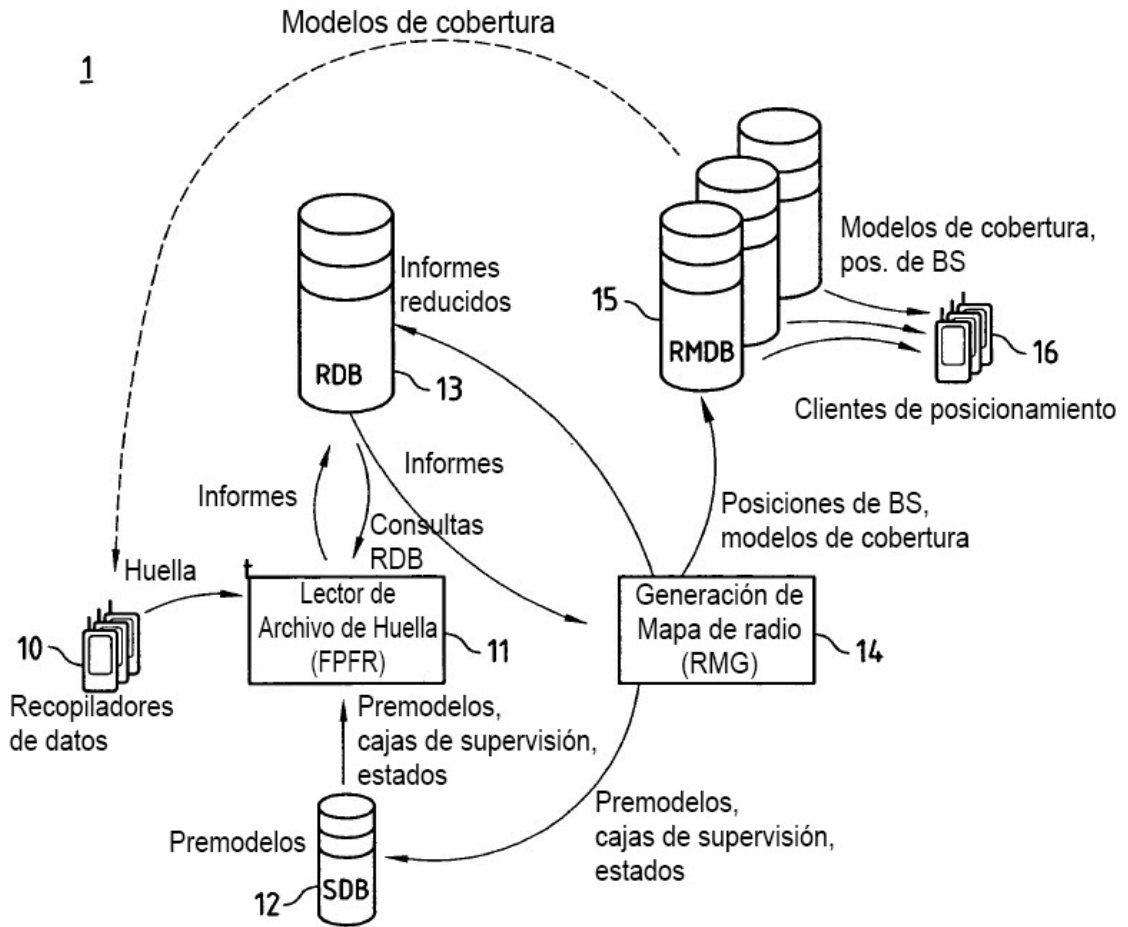 Modelos de cobertura
1
Informes
reducidos
RDB
13
Modelos de cobertura,
pos. de BS
15
RMDB
16
Clientes de posicionamiento
Informes
Informes
Consultas
RDB
Posiciones de BS,
modelos de cobertura
Huella
t
Lector de
Archivo de Huella
(FPFR)
11
Generación de
Mapa de radio
(RMG)
14
10
Recopiladores
de datos
Premodelos,
cajas de supervisión,
estados
Premodelos
12
SDB
Premodelos,
cajas de supervisión,
estados